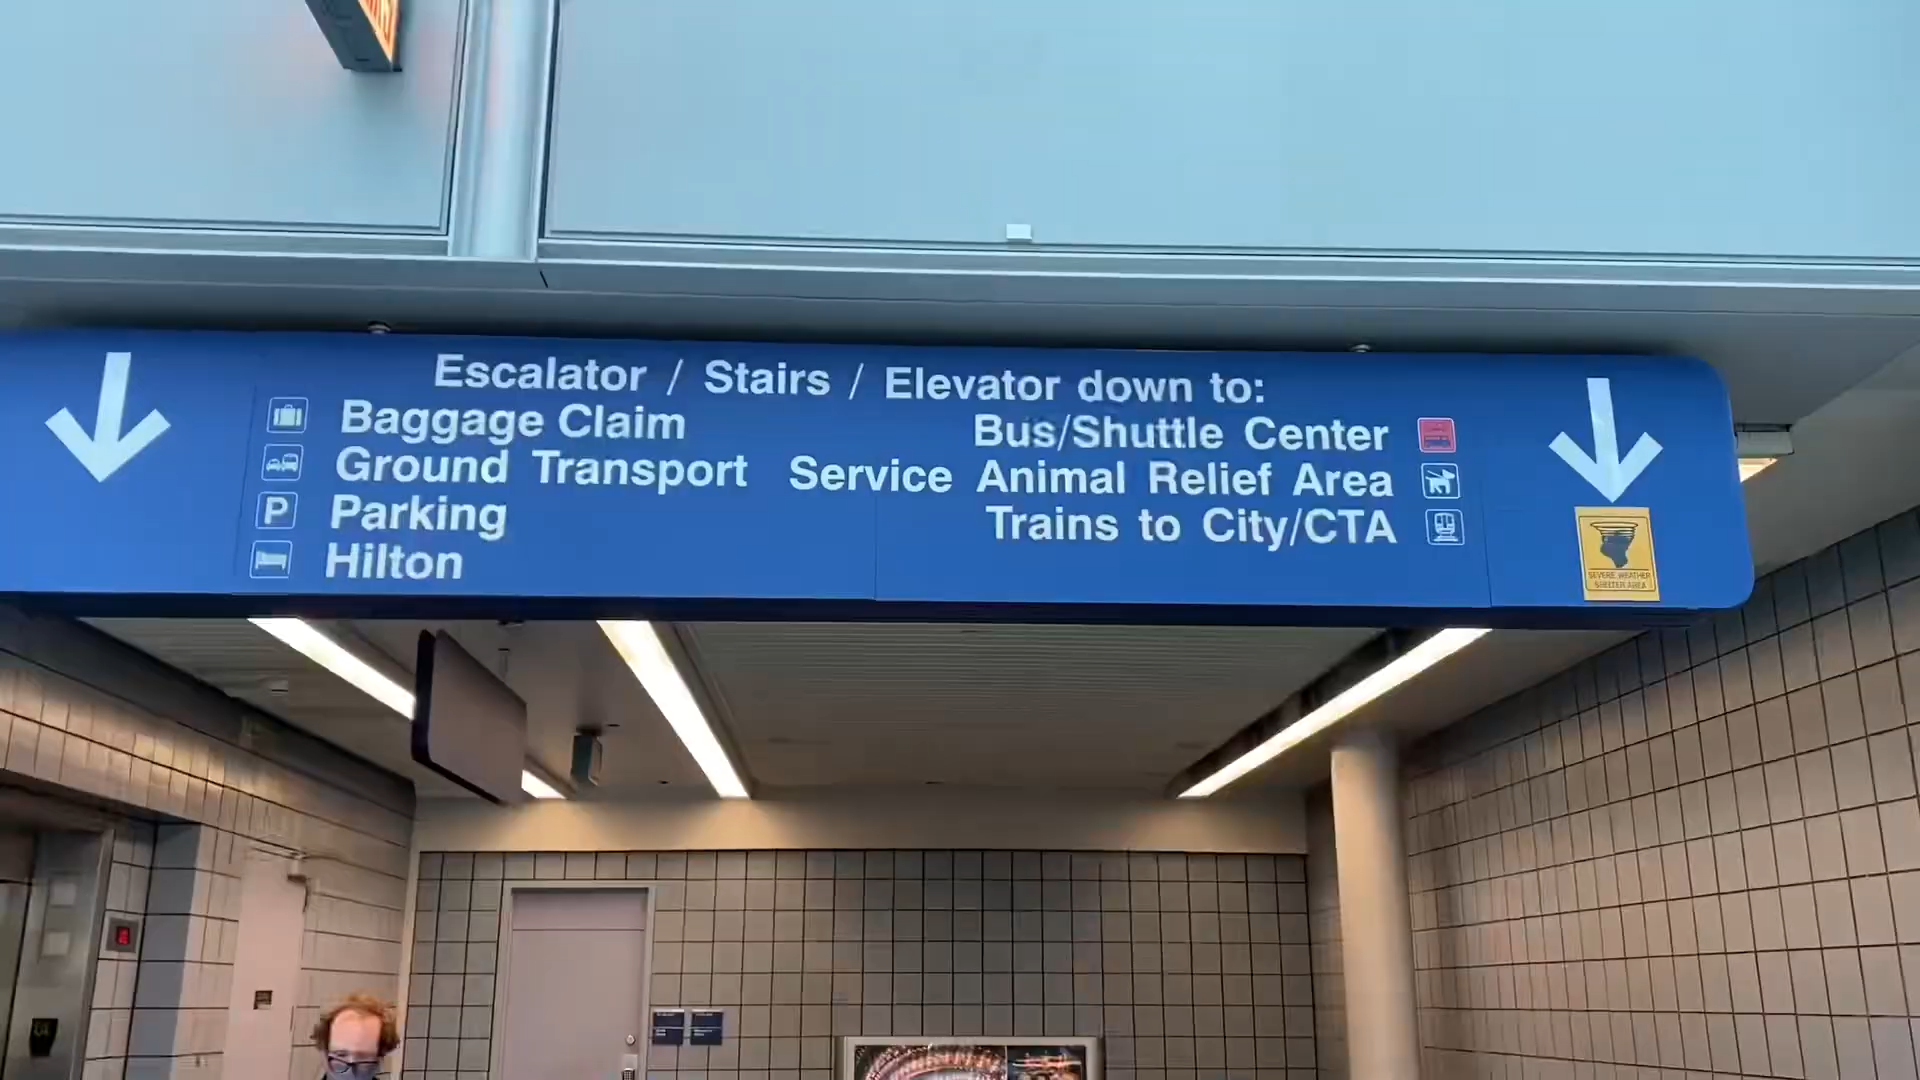 Escalator / Stairs / Elevator down to:
Baggage Claim
Ground Transport
P Parking
Hilton
Bus/Shuttle Center
Service Animal Relief Area
Trains to City/CTA
SEVERE WEATHER
SHELTER AREA